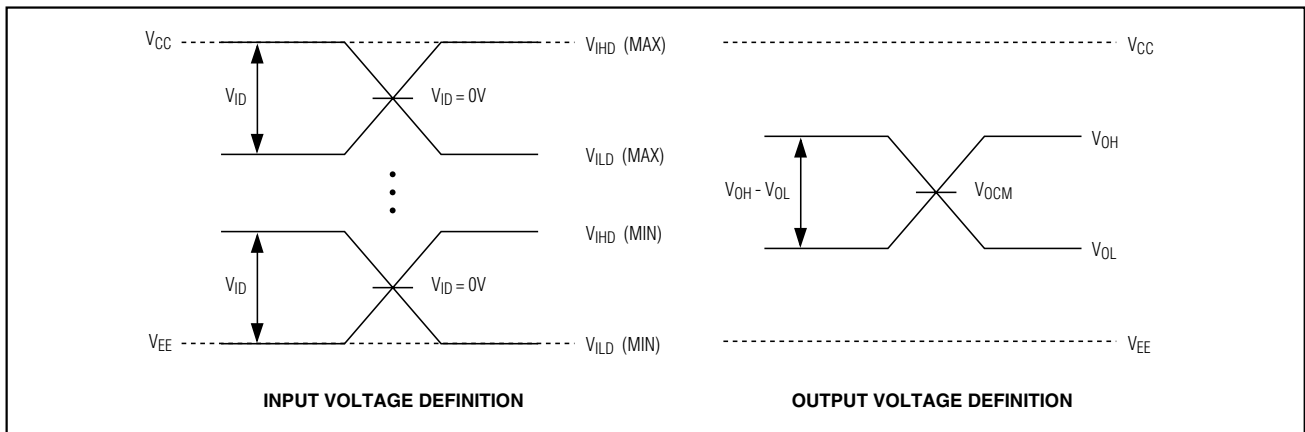 VCC
VIHD (MAX)
VID
VID = 0V
VILD (MAX)
VIHD (MIN)
VID
VID = 0V
VEE
VILD (MIN)
INPUT VOLTAGE DEFINITION
VCC
VOH
VOH - VOL
VOCM
VOL
VEE
OUTPUT VOLTAGE DEFINITION